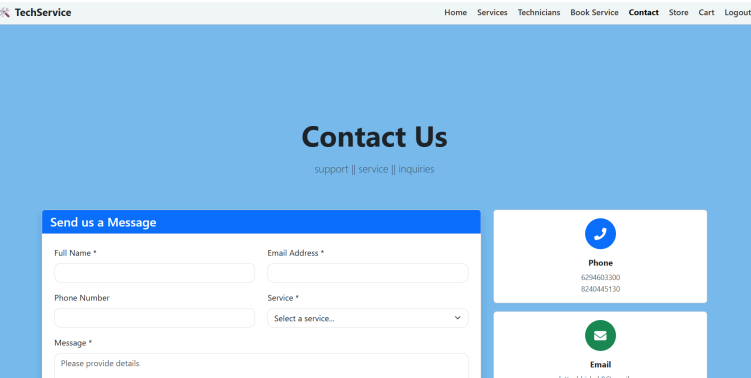 TechService
Home Services Technicians Book Service Contact Store Cart Logout
Contact Us
support || service || inquiries
Send us a Message
Full Name *
Email Address *
Phone Number
Service *
Select a service...
Message *
Please provide details
Phone
6294603300
8240445130
Email